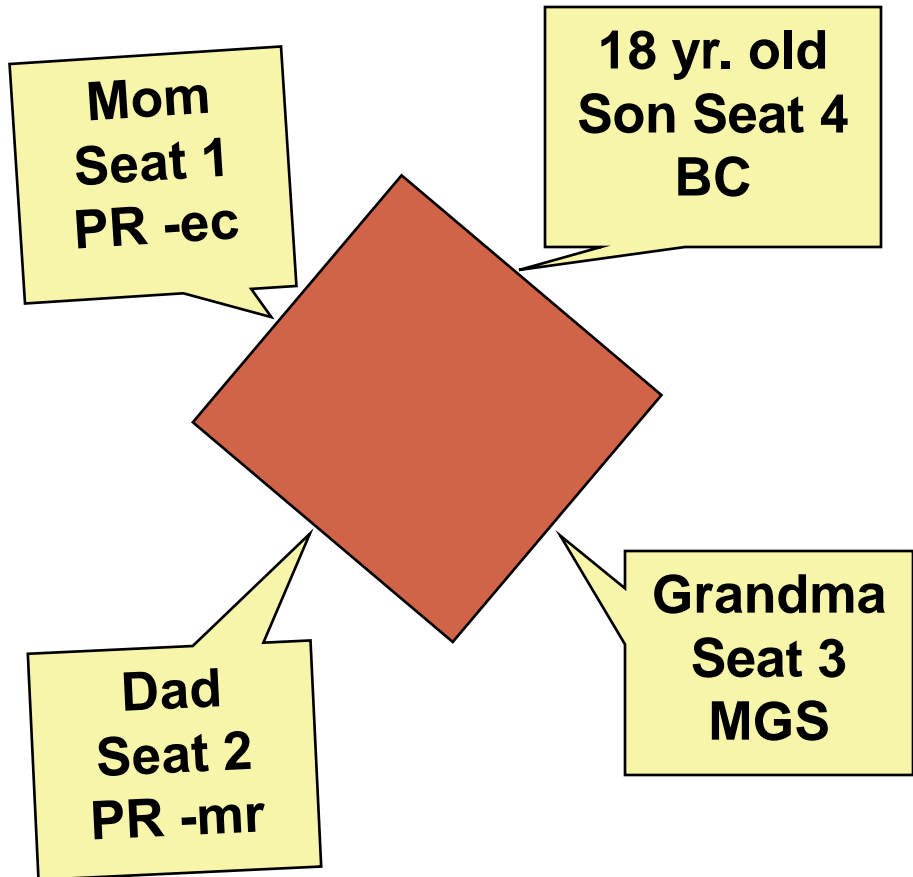 Mom
Seat 1
PR -ec
18 yr. old
Son Seat 4
BC
Dad
Seat 2
PR -mr
Grandma
Seat 3
MGS